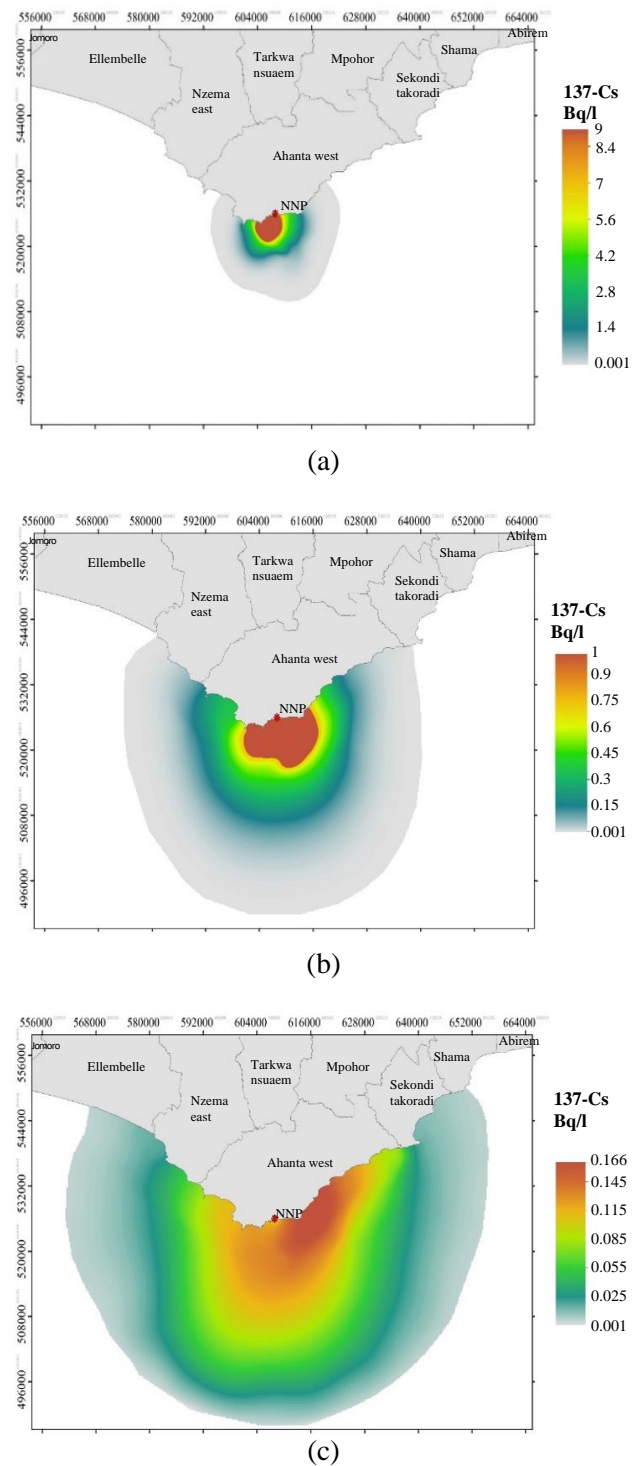 556000 568000 580000 592000 604000 616000 628000 640000 652000 664000
Jomoro
Ellembelle
Tarkwa
nsuaem
Mpohor
Shama
Abirem
Nzema
east
Sekondi
takoradi
Ahanta west
NNP
556000
544000
532000
520000
508000
496000
137-Cs
Bq/l
9
8.4
7
5.6
4.2
2.8
1.4
0.001
(a)
556000 568000 580000 592000 604000 616000 628000 640000 652000 664000
Jomoro
Ellembelle
Tarkwa
nsuaem
Mpohor
Shama
Abirem
Nzema
east
Sekondi
takoradi
Ahanta west
NNP
556000
544000
532000
520000
508000
496000
137-Cs
Bq/l
1
0.9
0.75
0.6
0.45
0.3
0.15
0.001
(b)
556000 568000 580000 592000 604000 616000 628000 640000 652000 664000
Jomoro
Ellembelle
Tarkwa
nsuaem
Mpohor
Shama
Abirem
Nzema
east
Sekondi
takoradi
Ahanta west
NNP
556000
544000
532000
520000
508000
496000
137-Cs
Bq/l
0.166
0.145
0.115
0.085
0.055
0.025
0.001
(c)